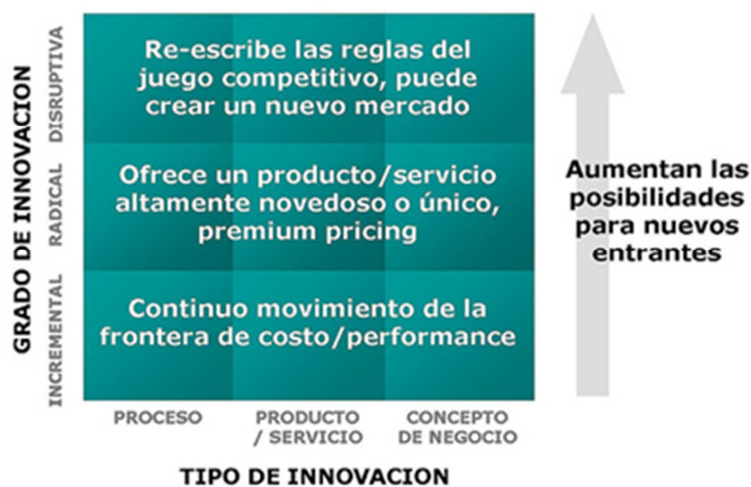 GRADO DE INNOVACION
DISRUPTIVA
RADICAL
INCREMENTAL
Re-escribe las reglas del
juego competitivo, puede
crear un nuevo mercado
Ofrece un producto/servicio
altamente novedoso o único,
premium pricing
Continuo movimiento de la
frontera de costo/performance
Aumentan las
posibilidades
para nuevos
entrantes
PROCESO
PRODUCTO
/ SERVICIO
CONCEPTO
DE NEGOCIO
TIPO DE INNOVACION